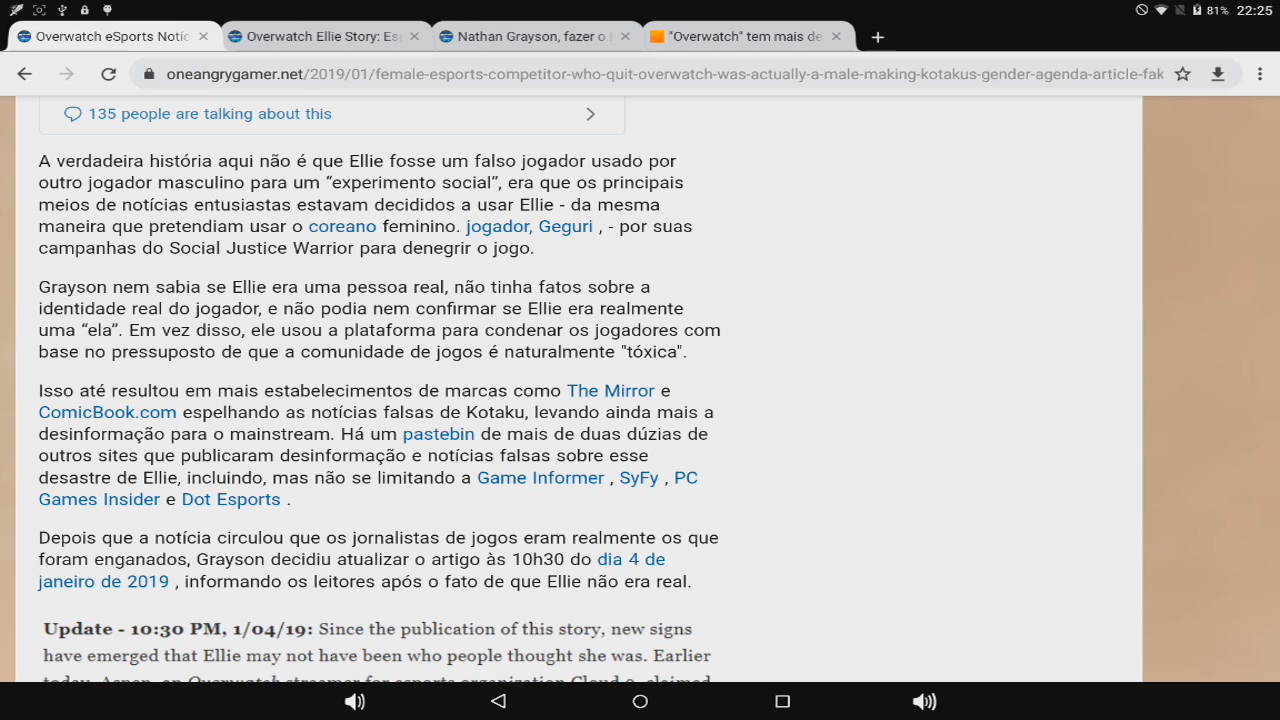 81% 22:25
Overwatch eSports Notíc
Overwatch Ellie Story: Es
Nathan Grayson, fazer o
"Overwatch" tem mais de
oneangrygamer.net/2019/01/female-esports-competitor-who-quit-overwatch-was-actually-a-male-making-kotakus-gender-agenda-article-fak
135 people are talking about this
A verdadeira história aqui não é que Ellie fosse um falso jogador usado por
outro jogador masculino para um “experimento social”, era que os principais
meios de notícias entusiastas estavam decididos a usar Ellie - da mesma
maneira que pretendiam usar o coreano feminino. jogador, Geguri , - por suas
campanhas do Social Justice Warrior para denegrir o jogo.
Grayson nem sabia se Ellie era uma pessoa real, não tinha fatos sobre a
identidade real do jogador, e não podia nem confirmar se Ellie era realmente
uma “ela”. Em vez disso, ele usou a plataforma para condenar os jogadores com
base no pressuposto de que a comunidade de jogos é naturalmente "tóxica".
Isso até resultou em mais estabelecimentos de marcas como The Mirror e
ComicBook.com espelhando as notícias falsas de Kotaku, levando ainda mais a
desinformação para o mainstream. Há um pastebin de mais de duas dúzias de
outros sites que publicaram desinformação e notícias falsas sobre esse
desastre de Ellie, incluindo, mas não se limitando a Game Informer , SyFy , PC
Games Insider e Dot Esports .
Depois que a notícia circulou que os jornalistas de jogos eram realmente os que
foram enganados, Grayson decidiu atualizar o artigo às 10h30 do dia 4 de
janeiro de 2019 , informando os leitores após o fato de que Ellie não era real.
Update - 10:30 PM, 1/04/19: Since the publication of this story, new signs
have emerged that Ellie may not have been who people thought she was. Earlier
today, Aspen, an Overwatch streamer for esports organization Cloud 9, claimed